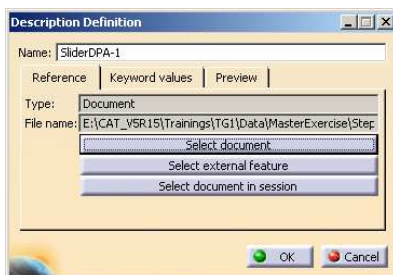 Description Definition
Name: SliderDPA-1
Reference Keyword values Preview
Type: Document
File name: E:\CAT_V5R15\Trainings\TG1\Data\MasterExercise\Step
Select document
Select external feature
Select document in session
OK Cancel